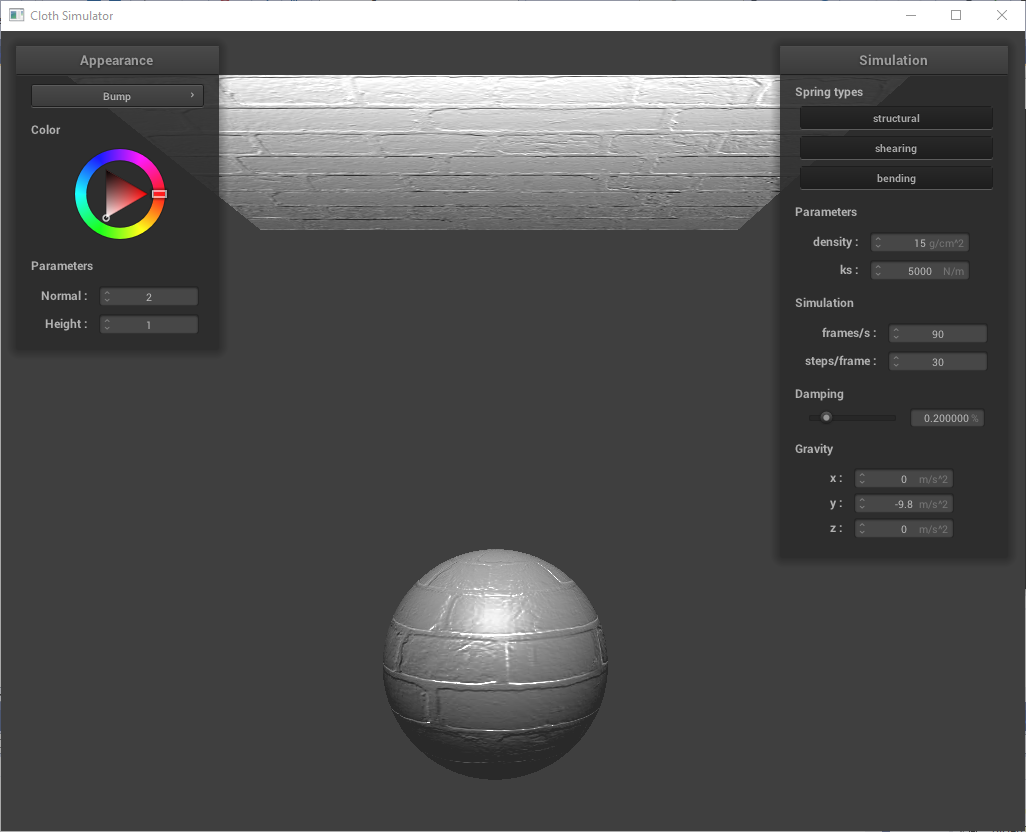 Cloth Simulator
Appearance
Bump
Color
Parameters
Normal : 2
Height : 1
Simulation
Spring types
structural
shearing
bending
Parameters
density : 15 g/cm^2
ks : 5000 N/m
Simulation
frames/s : 90
steps/frame : 30
Damping
0.200000 %
Gravity
x : 0 m/s^2
y : -9.8 m/s^2
z : 0 m/s^2